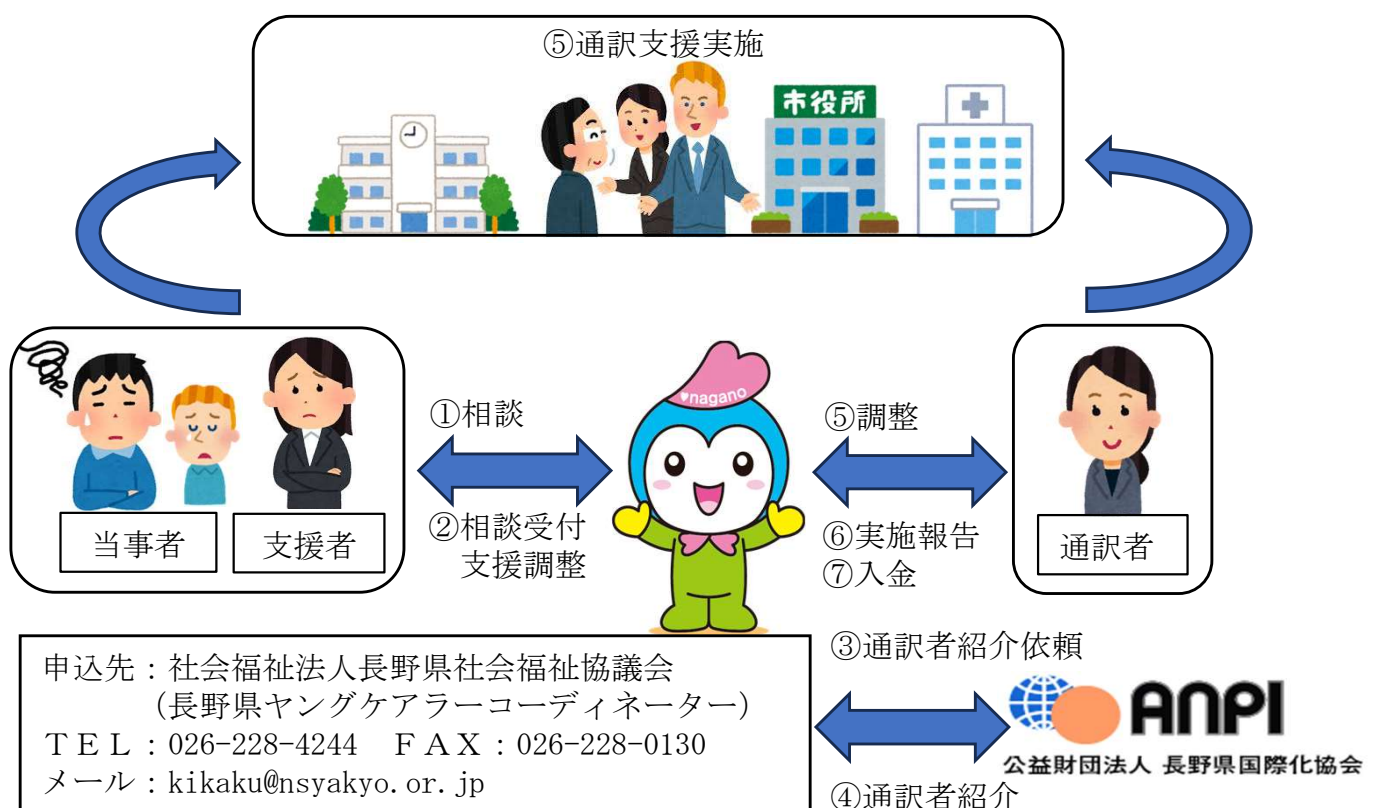 ⑤通訳支援実施
市役所
①相談
②相談受付
支援調整
当事者
支援者
♥nagano
⑤調整
⑥実施報告
⑦入金
通訳者
申込先：社会福祉法人長野県社会福祉協議会
（長野県ヤングケアラーコーディネーター）
ＴＥＬ：026-228-4244　ＦＡＸ：026-228-0130
メール：kikaku@nsyakyo.or.jp
③通訳者紹介依頼
ANPI
公益財団法人 長野県国際化協会
④通訳者紹介